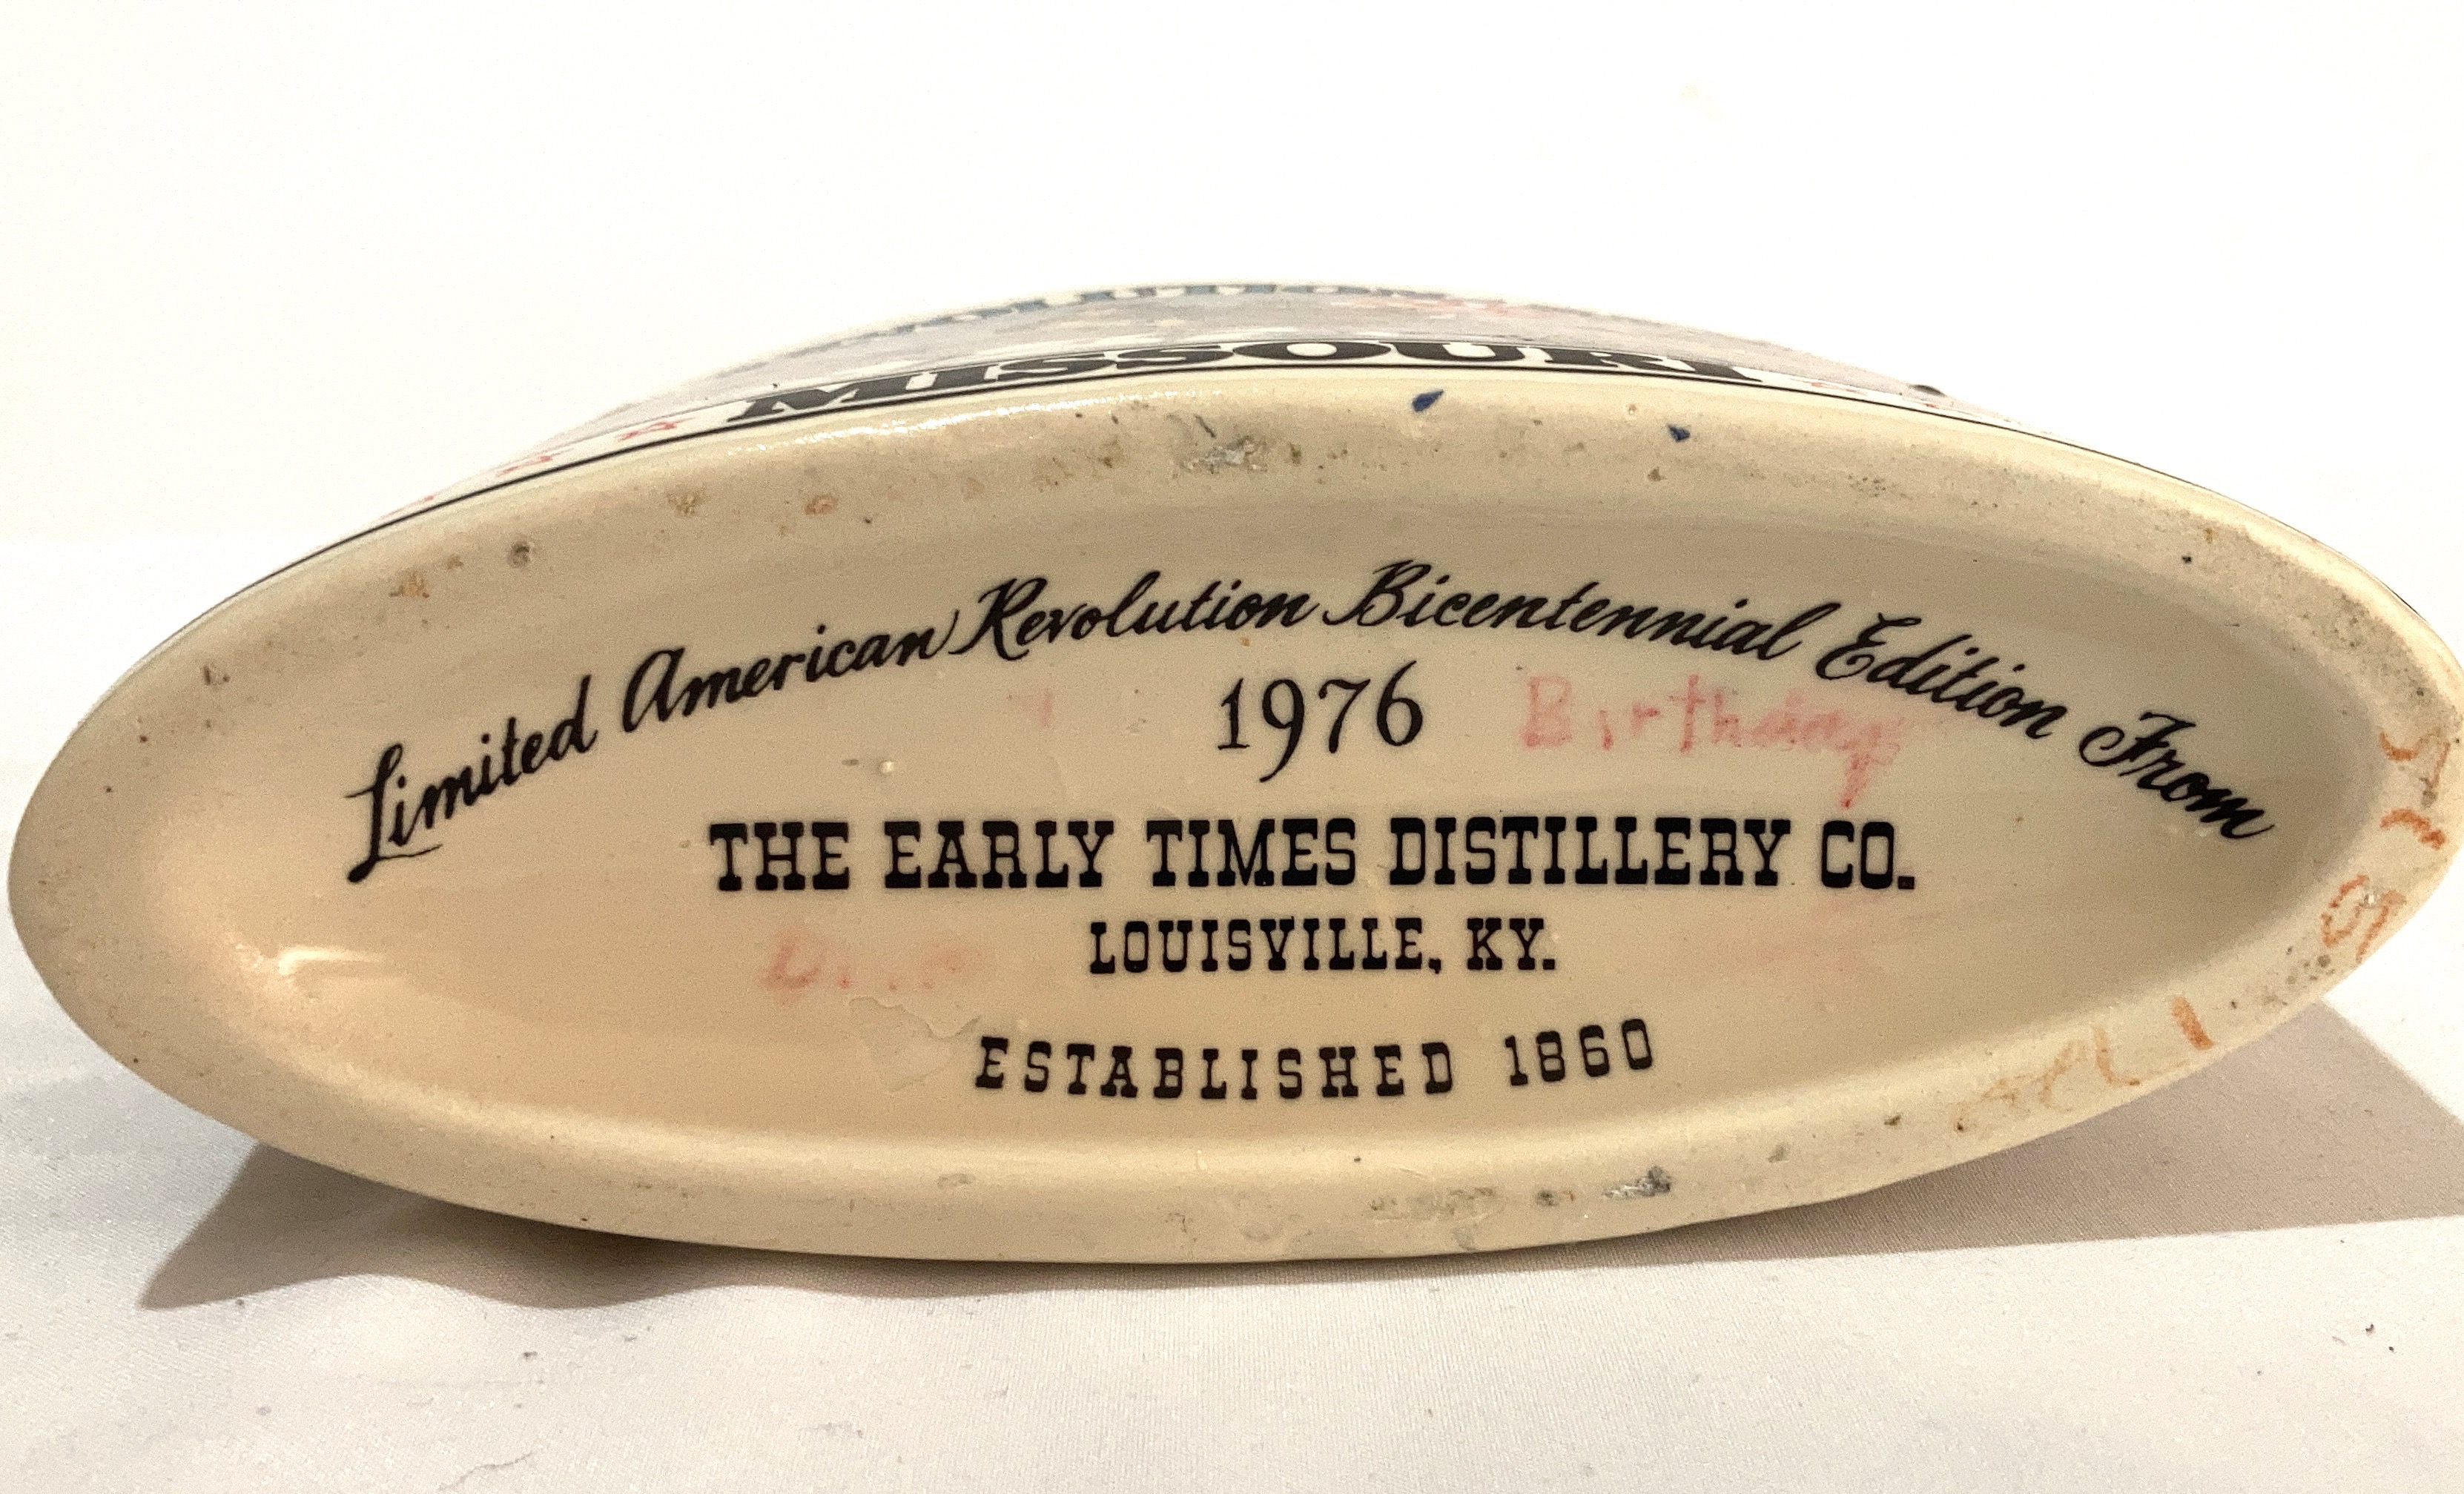 MISSOURI
Limited American Revolution Bicentennial Edition From
1976
Birthday
THE EARLY TIMES DISTILLERY CO.
LOUISVILLE, KY.
ESTABLISHED 1860